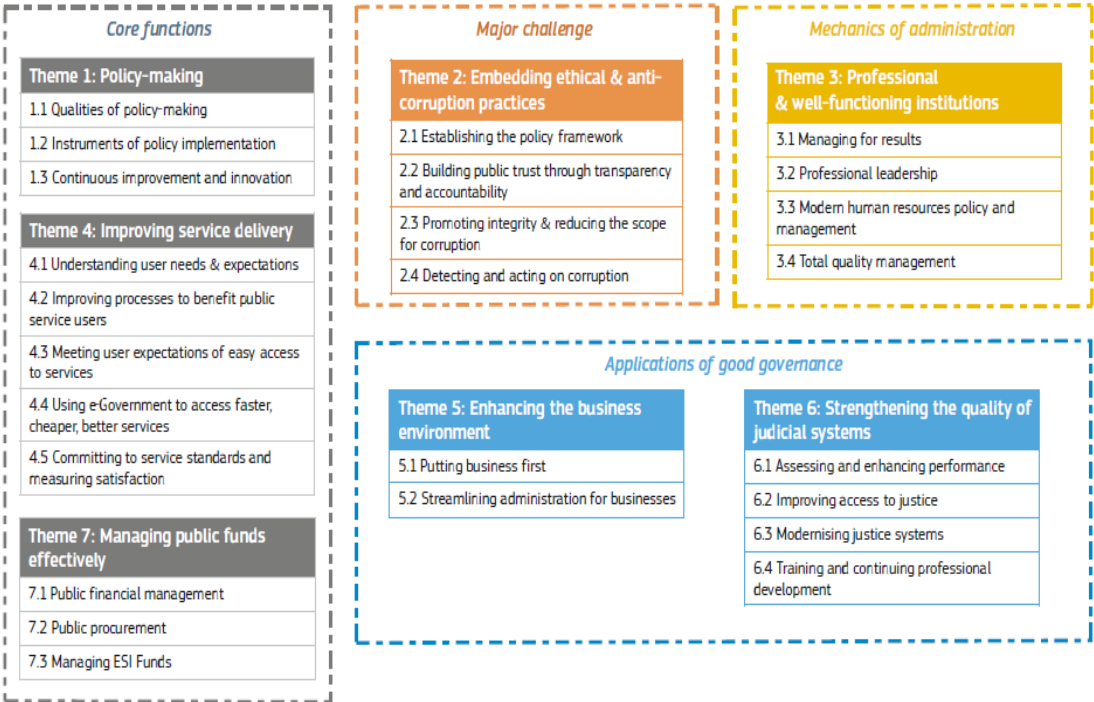 Core functions
Theme 1: Policy-making
1.1 Qualities of policy-making
1.2 Instruments of policy implementation
1.3 Continuous improvement and innovation
Theme 4: Improving service delivery
4.1 Understanding user needs & expectations
4.2 Improving processes to benefit public
service users
4.3 Meeting user expectations of easy access
to services
4.4 Using e-Government to access faster,
cheaper, better services
4.5 Committing to service standards and
measuring satisfaction
Theme 7: Managing public funds
effectively
7.1 Public financial management
7.2 Public procurement
7.3 Managing ESI Funds
Major challenge
Theme 2: Embedding ethical & anti-
corruption practices
2.1 Establishing the policy framework
2.2 Building public trust through transparency
and accountability
2.3 Promoting integrity & reducing the scope
for corruption
2.4 Detecting and acting on corruption
Mechanics of administration
Theme 3: Professional
& well-functioning institutions
3.1 Managing for results
3.2 Professional leadership
3.3 Modern human resources policy and
management
3.4 Total quality management
Applications of good governance
Theme 5: Enhancing the business
environment
5.1 Putting business first
5.2 Streamlining administration for businesses
Theme 6: Strengthening the quality of
judicial systems
6.1 Assessing and enhancing performance
6.2 Improving access to justice
6.3 Modernising justice systems
6.4 Training and continuing professional
development